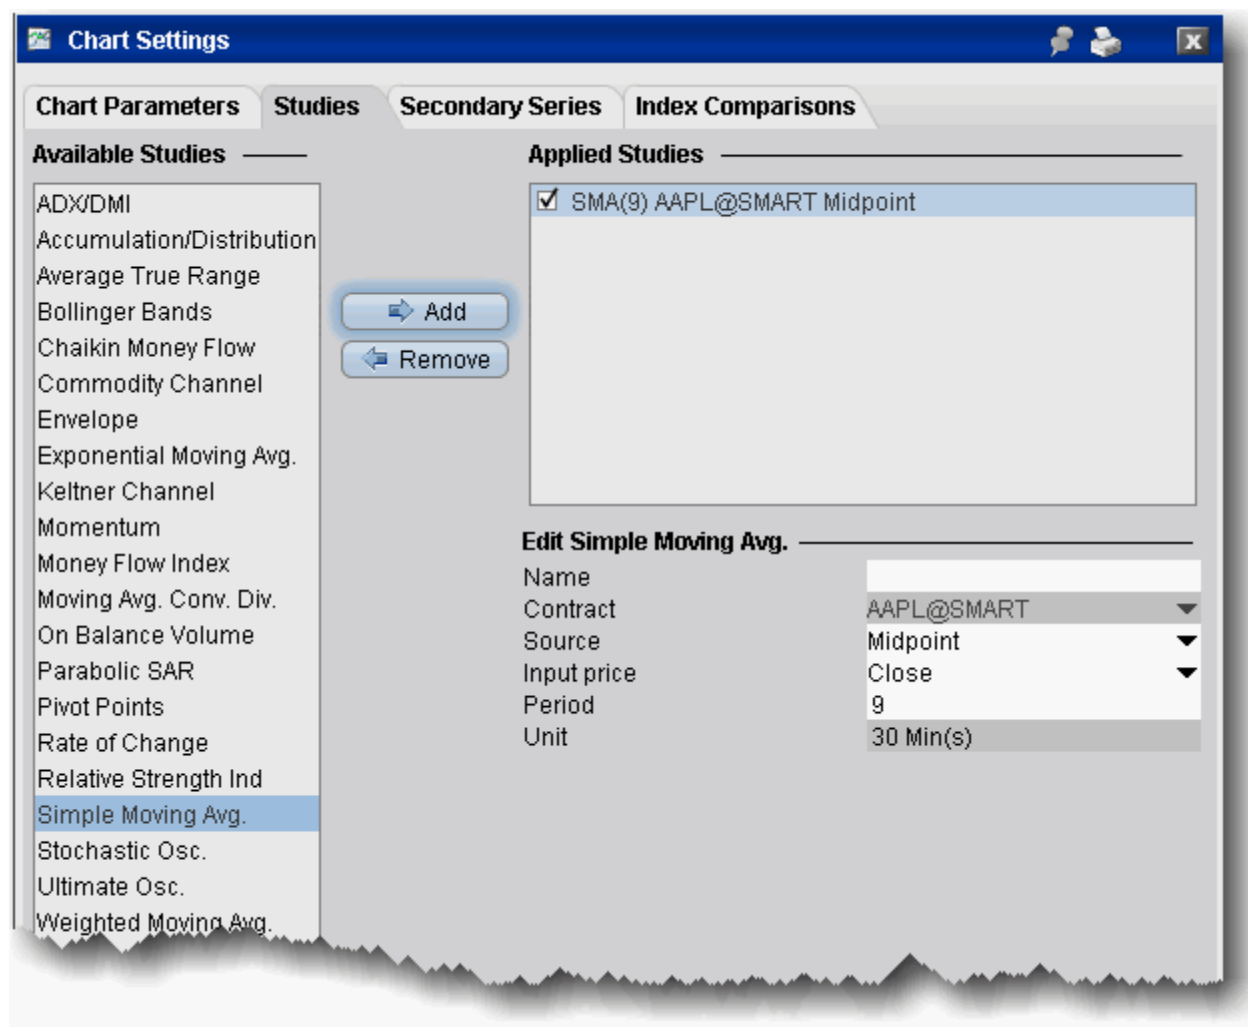 Chart Settings
Chart Parameters
Studies
Secondary Series
Index Comparisons
Available Studies
ADX/DMI
Accumulation/Distribution
Average True Range
Bollinger Bands
Chaikin Money Flow
Commodity Channel
Envelope
Exponential Moving Avg.
Keltner Channel
Momentum
Money Flow Index
Moving Avg. Conv. Div.
On Balance Volume
Parabolic SAR
Pivot Points
Rate of Change
Relative Strength Ind
Simple Moving Avg.
Stochastic Osc.
Ultimate Osc.
Weighted Moving Avg.
Add
Remove
Applied Studies
SMA(9) AAPL@SMART Midpoint
Edit Simple Moving Avg.
Name
Contract AAPL@SMART
Source Midpoint
Input price Close
Period 9
Unit 30 Min(s)